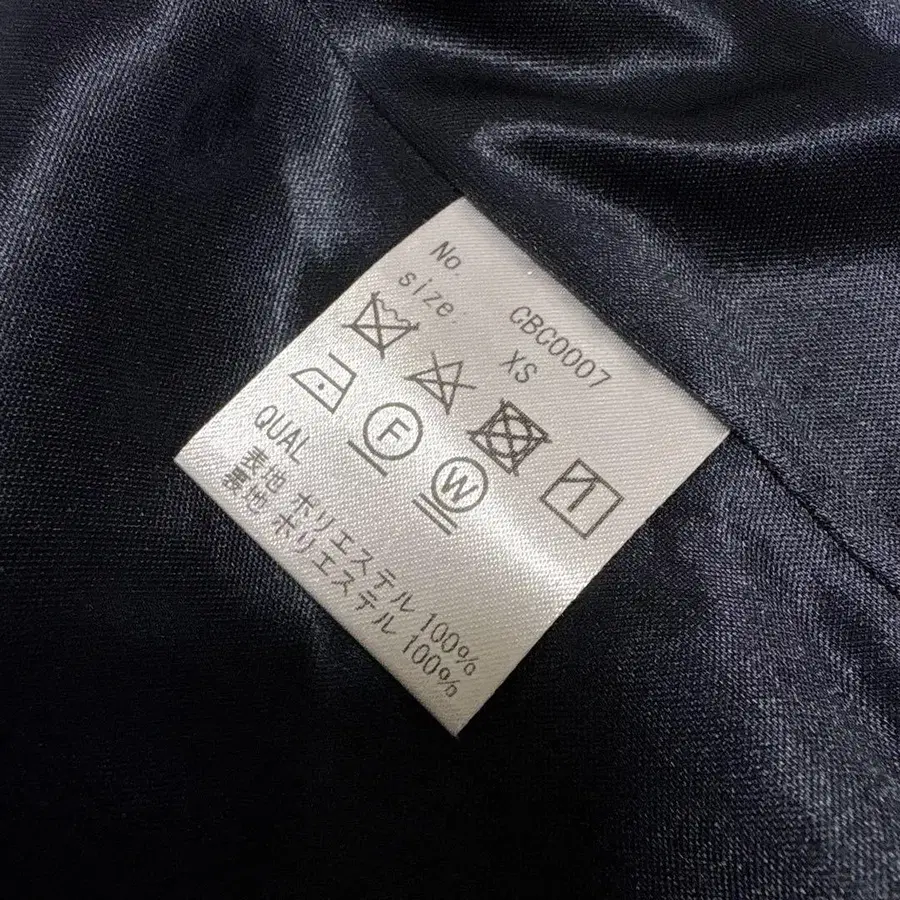 No. CBC0007
size XS
F W
QUAL
表地 ポリエステル 100%
裏地 ポリエステル 100%